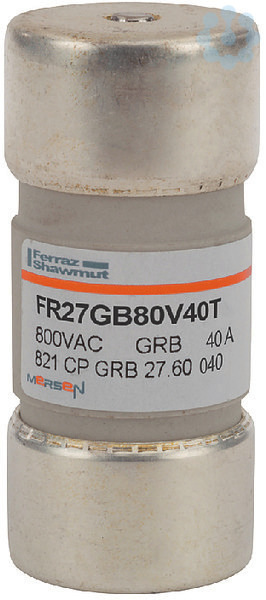 Ferraz
Shawmut
FR27GB80V40T
800VAC GRB 40 A
821 CP GRB 27.60 040
MERSEN